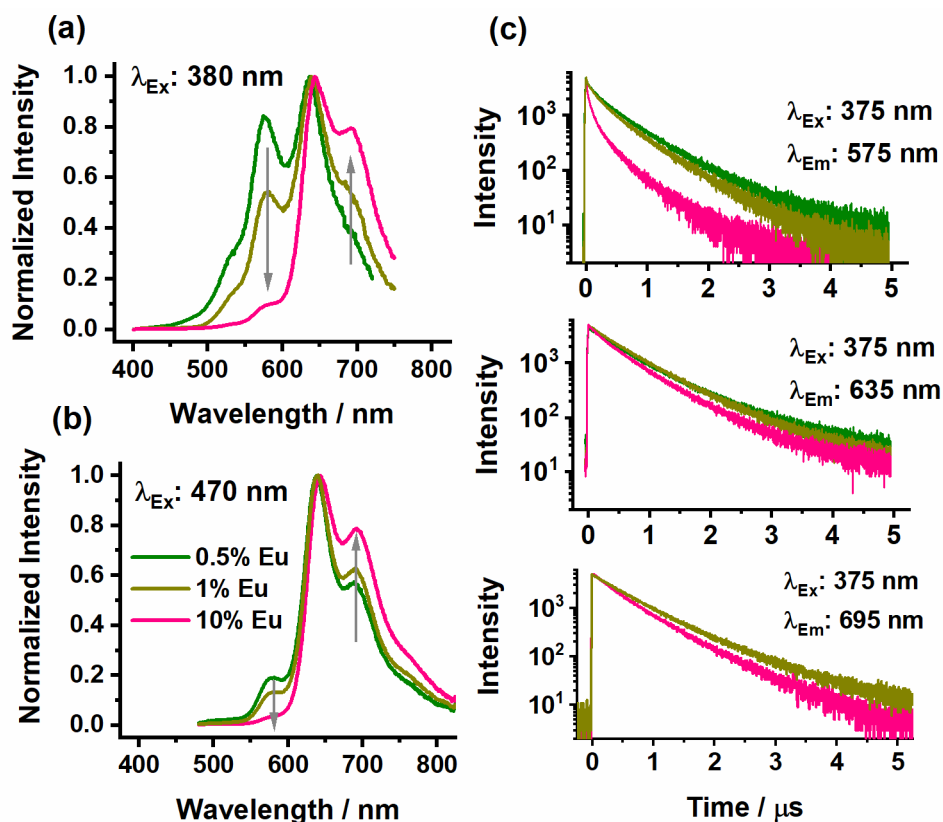 (a)
λEx: 380 nm
Normalized Intensity
1.0
0.8
0.6
0.4
0.2
0.0
400 500 600 700 800
Wavelength / nm
(b)
λEx: 470 nm
Normalized Intensity
1.0
0.8
0.6
0.4
0.2
0.0
0.5% Eu
1% Eu
10% Eu
400 500 600 700 800
Wavelength / nm
(c)
λEx: 375 nm
λEm: 575 nm
Intensity
10³
10²
10¹
0 1 2 3 4 5
λEx: 375 nm
λEm: 635 nm
Intensity
10³
10²
10¹
0 1 2 3 4 5
λEx: 375 nm
λEm: 695 nm
Intensity
10³
10²
10¹
0 1 2 3 4 5
Time / μs